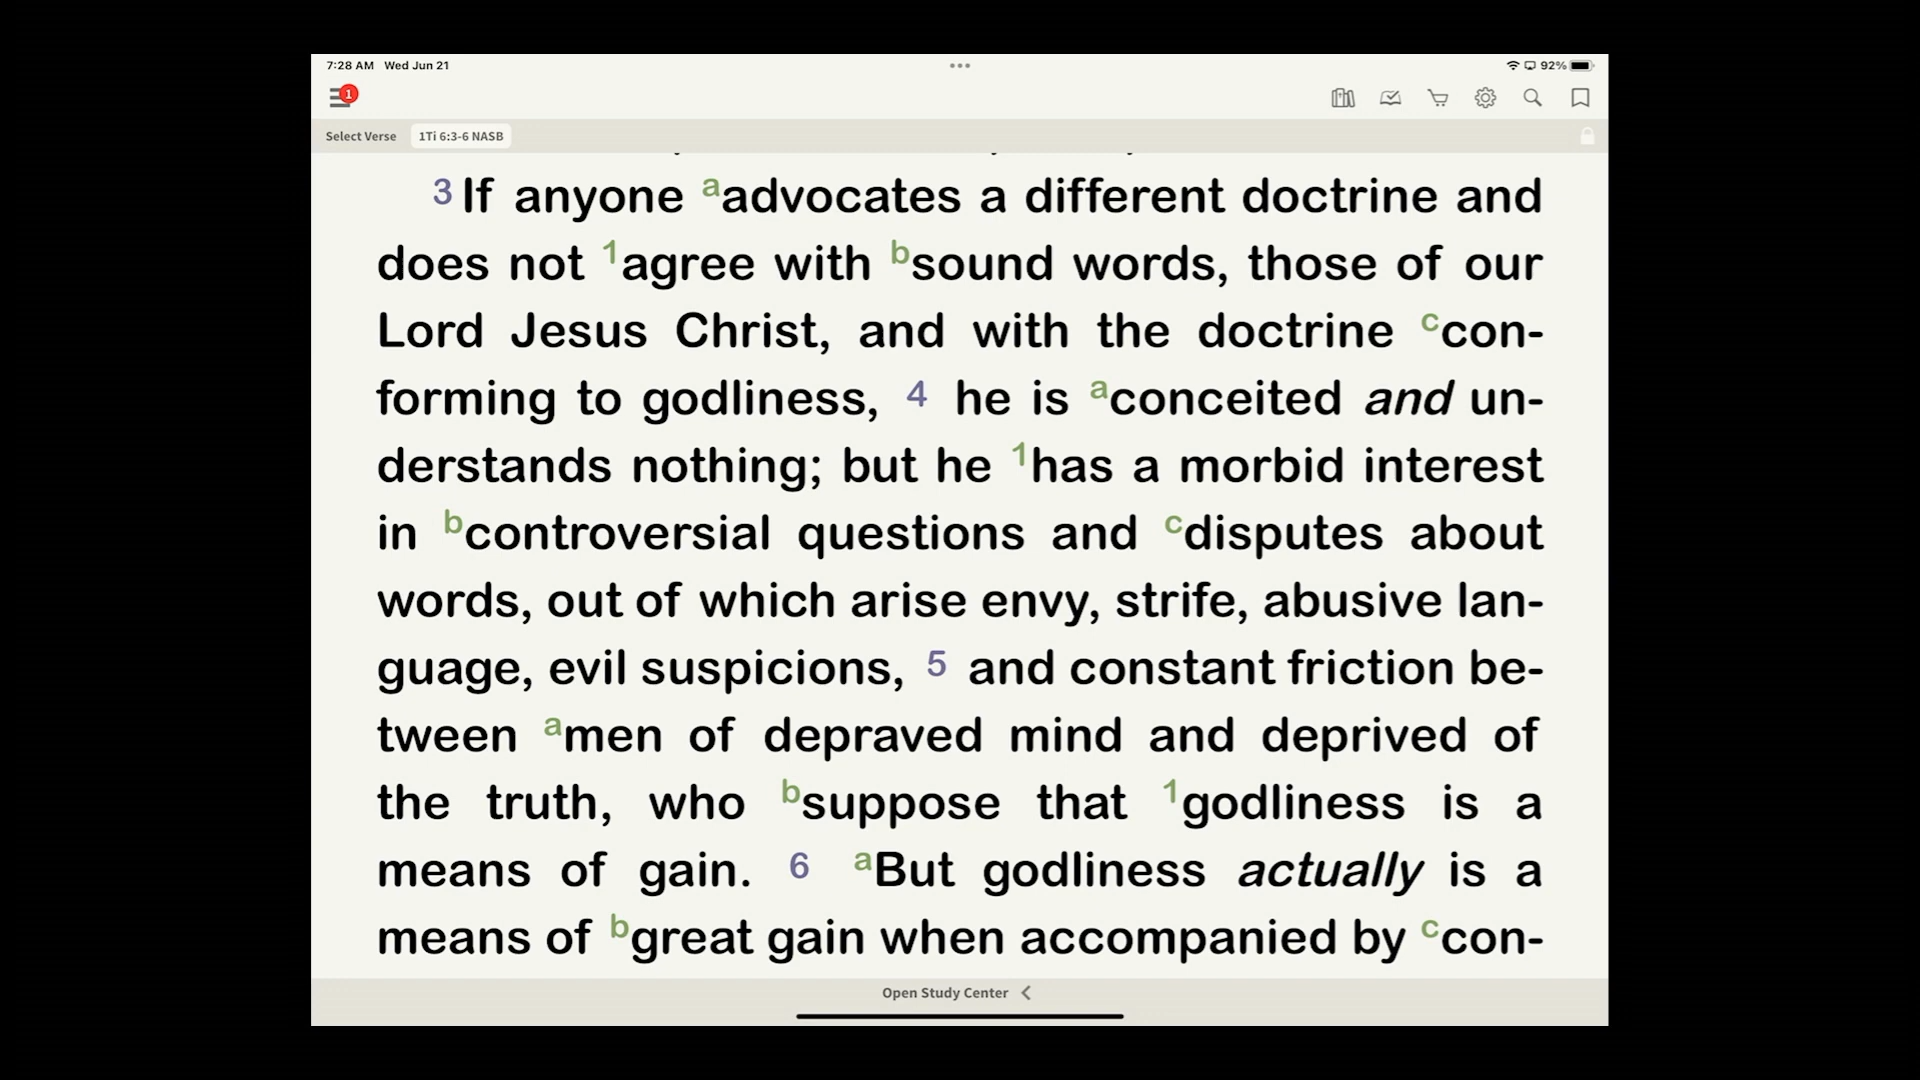 7:28 AM Wed Jun 21
92%
1
Select Verse 1Ti 6:3-6 NASB
3 If anyone aadvocates a different doctrine and
does not 1agree with bsound words, those of our
Lord Jesus Christ, and with the doctrine ccon-
forming to godliness, 4 he is aconceited and un-
derstands nothing; but he 1has a morbid interest
in bcontroversial questions and cdisputes about
words, out of which arise envy, strife, abusive lan-
guage, evil suspicions, 5 and constant friction be-
tween amen of depraved mind and deprived of
the truth, who bsuppose that 1godliness is a
means of gain. 6 aBut godliness actually is a
means of bgreat gain when accompanied by ccon-
Open Study Center